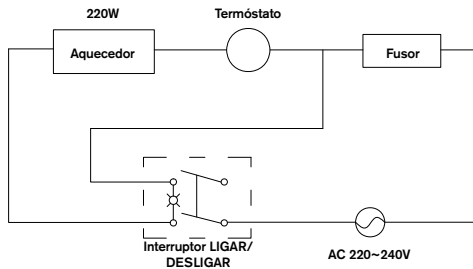 220W
Termóstato
Aquecedor
Fusor
Interruptor LIGAR/
DESLIGAR
AC 220~240V